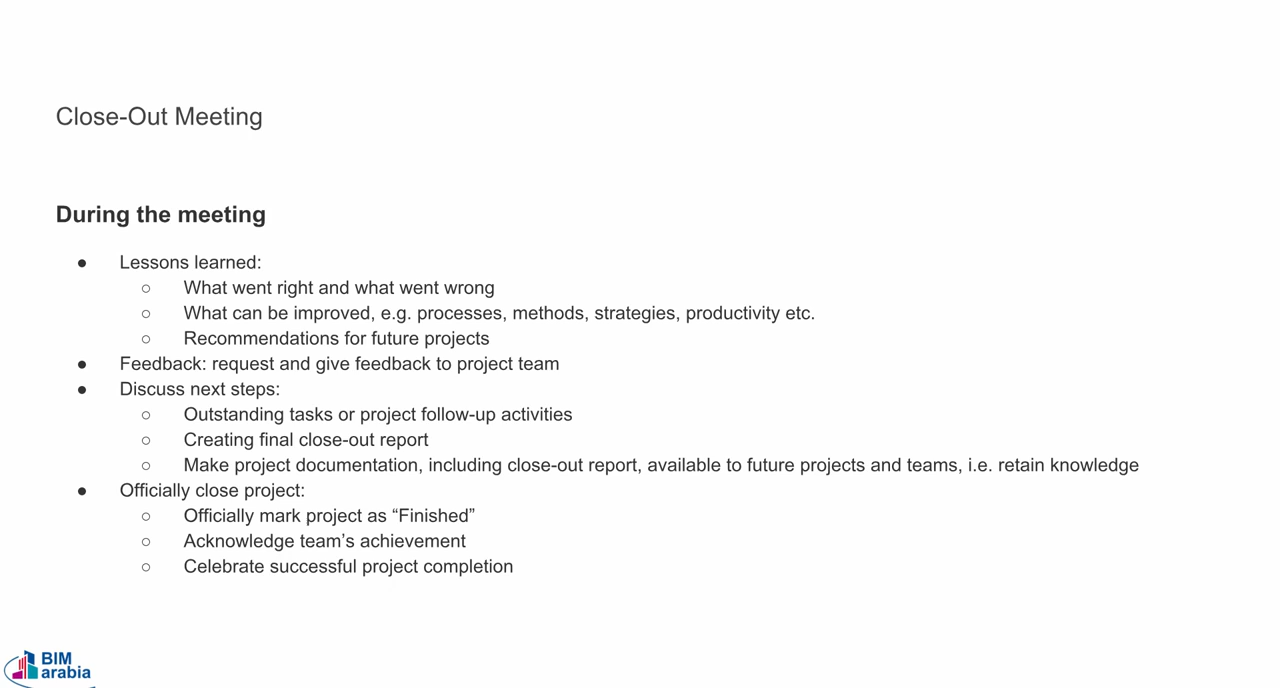 Close-Out Meeting
During the meeting
● Lessons learned:
○ What went right and what went wrong
○ What can be improved, e.g. processes, methods, strategies, productivity etc.
○ Recommendations for future projects
● Feedback: request and give feedback to project team
● Discuss next steps:
○ Outstanding tasks or project follow-up activities
○ Creating final close-out report
○ Make project documentation, including close-out report, available to future projects and teams, i.e. retain knowledge
● Officially close project:
○ Officially mark project as “Finished”
○ Acknowledge team’s achievement
○ Celebrate successful project completion
BIM
arabia